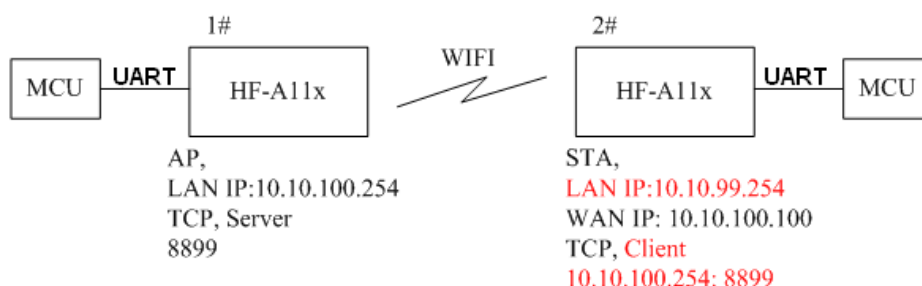 1#
2#
WIFI
MCU
UART
HF-A11x
HF-A11x
UART
MCU
AP,
LAN IP:10.10.100.254
TCP, Server
8899
STA,
LAN IP:10.10.99.254
WAN IP: 10.10.100.100
TCP, Client
10.10.100.254: 8899